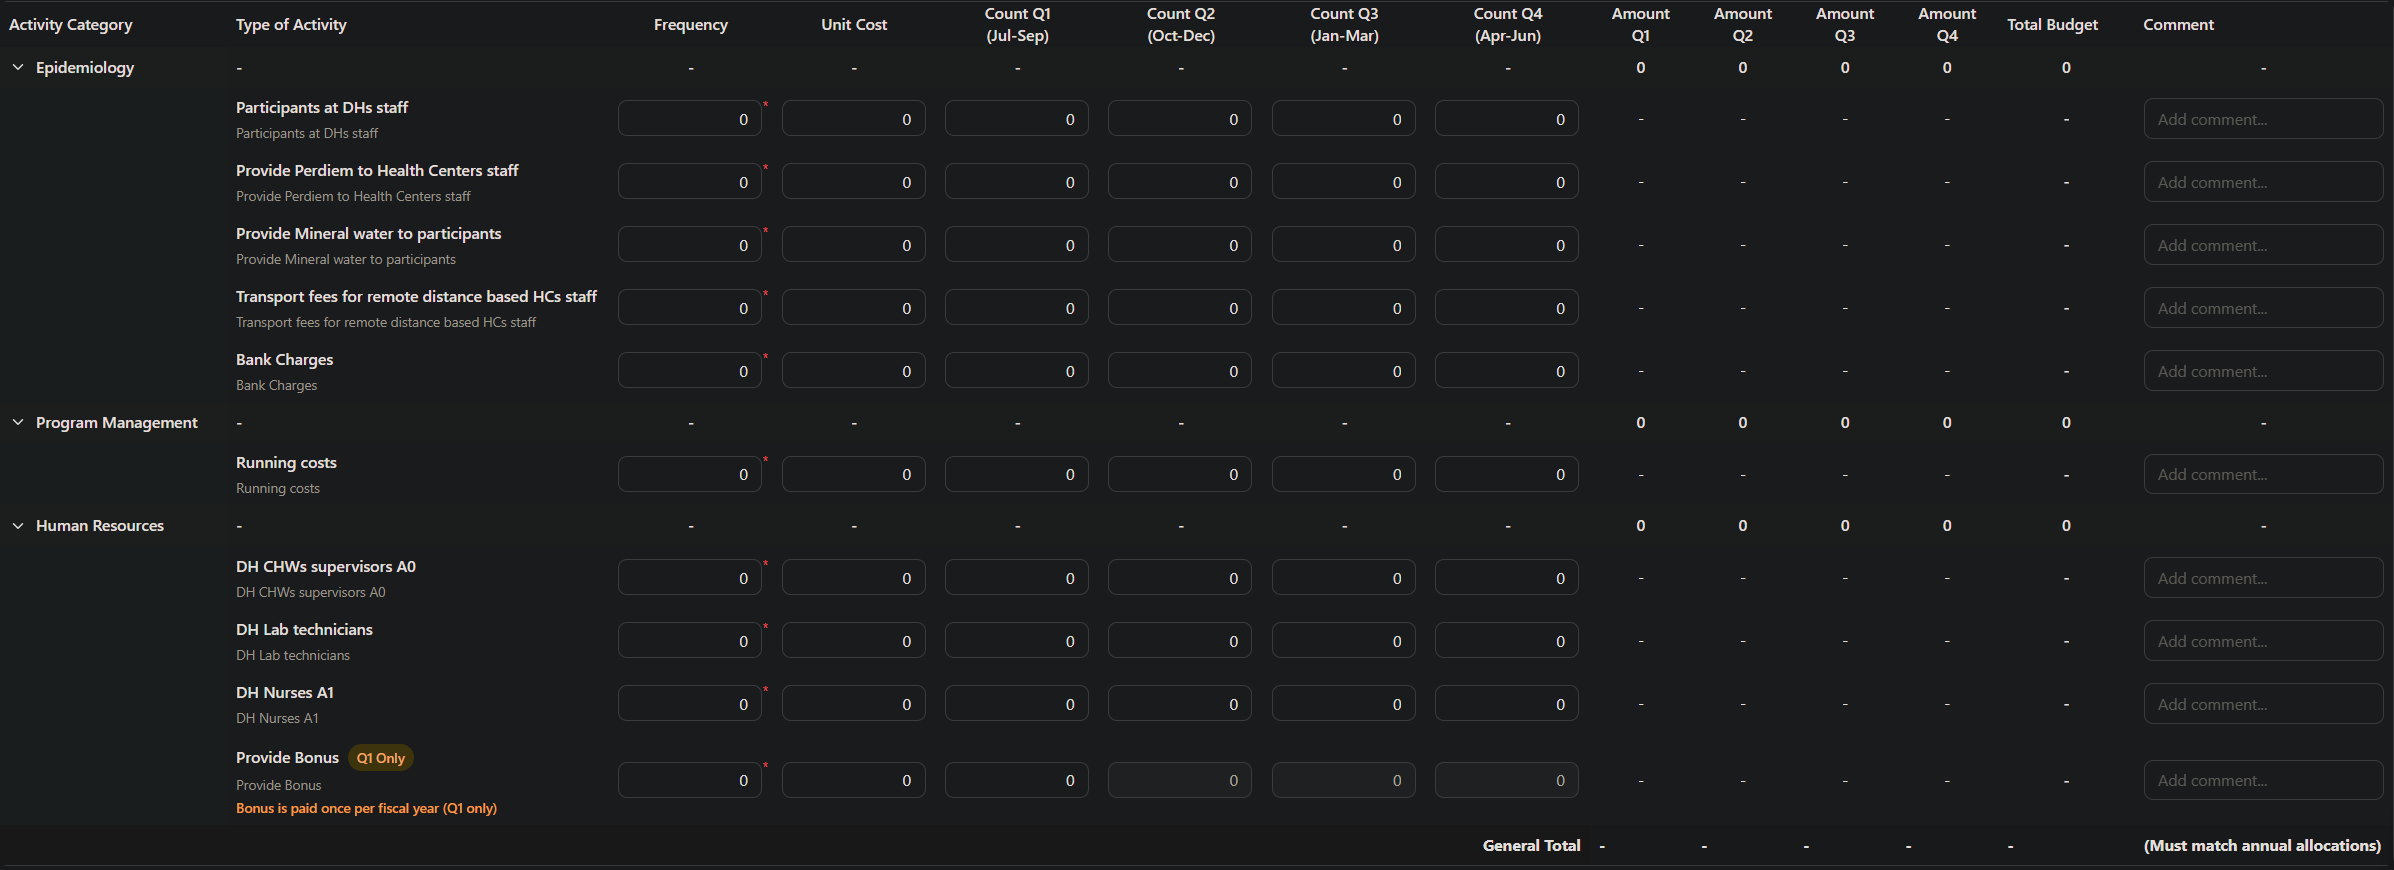 Activity Category Type of Activity Frequency Unit Cost Count Q1 (Jul-Sep) Count Q2 (Oct-Dec) Count Q3 (Jan-Mar) Count Q4 (Apr-Jun) Amount Q1 Amount Q2 Amount Q3 Amount Q4 Total Budget Comment
Epidemiology - - - - - - - 0 0 0 0 0 -
Participants at DHs staff
Participants at DHs staff
0 * 0 0 0 0 0 - - - - - Add comment...
Provide Perdiem to Health Centers staff
Provide Perdiem to Health Centers staff
0 * 0 0 0 0 0 - - - - - Add comment...
Provide Mineral water to participants
Provide Mineral water to participants
0 * 0 0 0 0 0 - - - - - Add comment...
Transport fees for remote distance based HCs staff
Transport fees for remote distance based HCs staff
0 * 0 0 0 0 0 - - - - - Add comment...
Bank Charges
Bank Charges
0 * 0 0 0 0 0 - - - - - Add comment...
Program Management - - - - - - - 0 0 0 0 0 -
Running costs
Running costs
0 * 0 0 0 0 0 - - - - - Add comment...
Human Resources - - - - - - - 0 0 0 0 0 -
DH CHWs supervisors A0
DH CHWs supervisors A0
0 * 0 0 0 0 0 - - - - - Add comment...
DH Lab technicians
DH Lab technicians
0 * 0 0 0 0 0 - - - - - Add comment...
DH Nurses A1
DH Nurses A1
0 * 0 0 0 0 0 - - - - - Add comment...
Provide Bonus Q1 Only
Provide Bonus
Bonus is paid once per fiscal year (Q1 only)
0 * 0 0 0 0 0 - - - - - Add comment...
General Total - - - - - (Must match annual allocations)